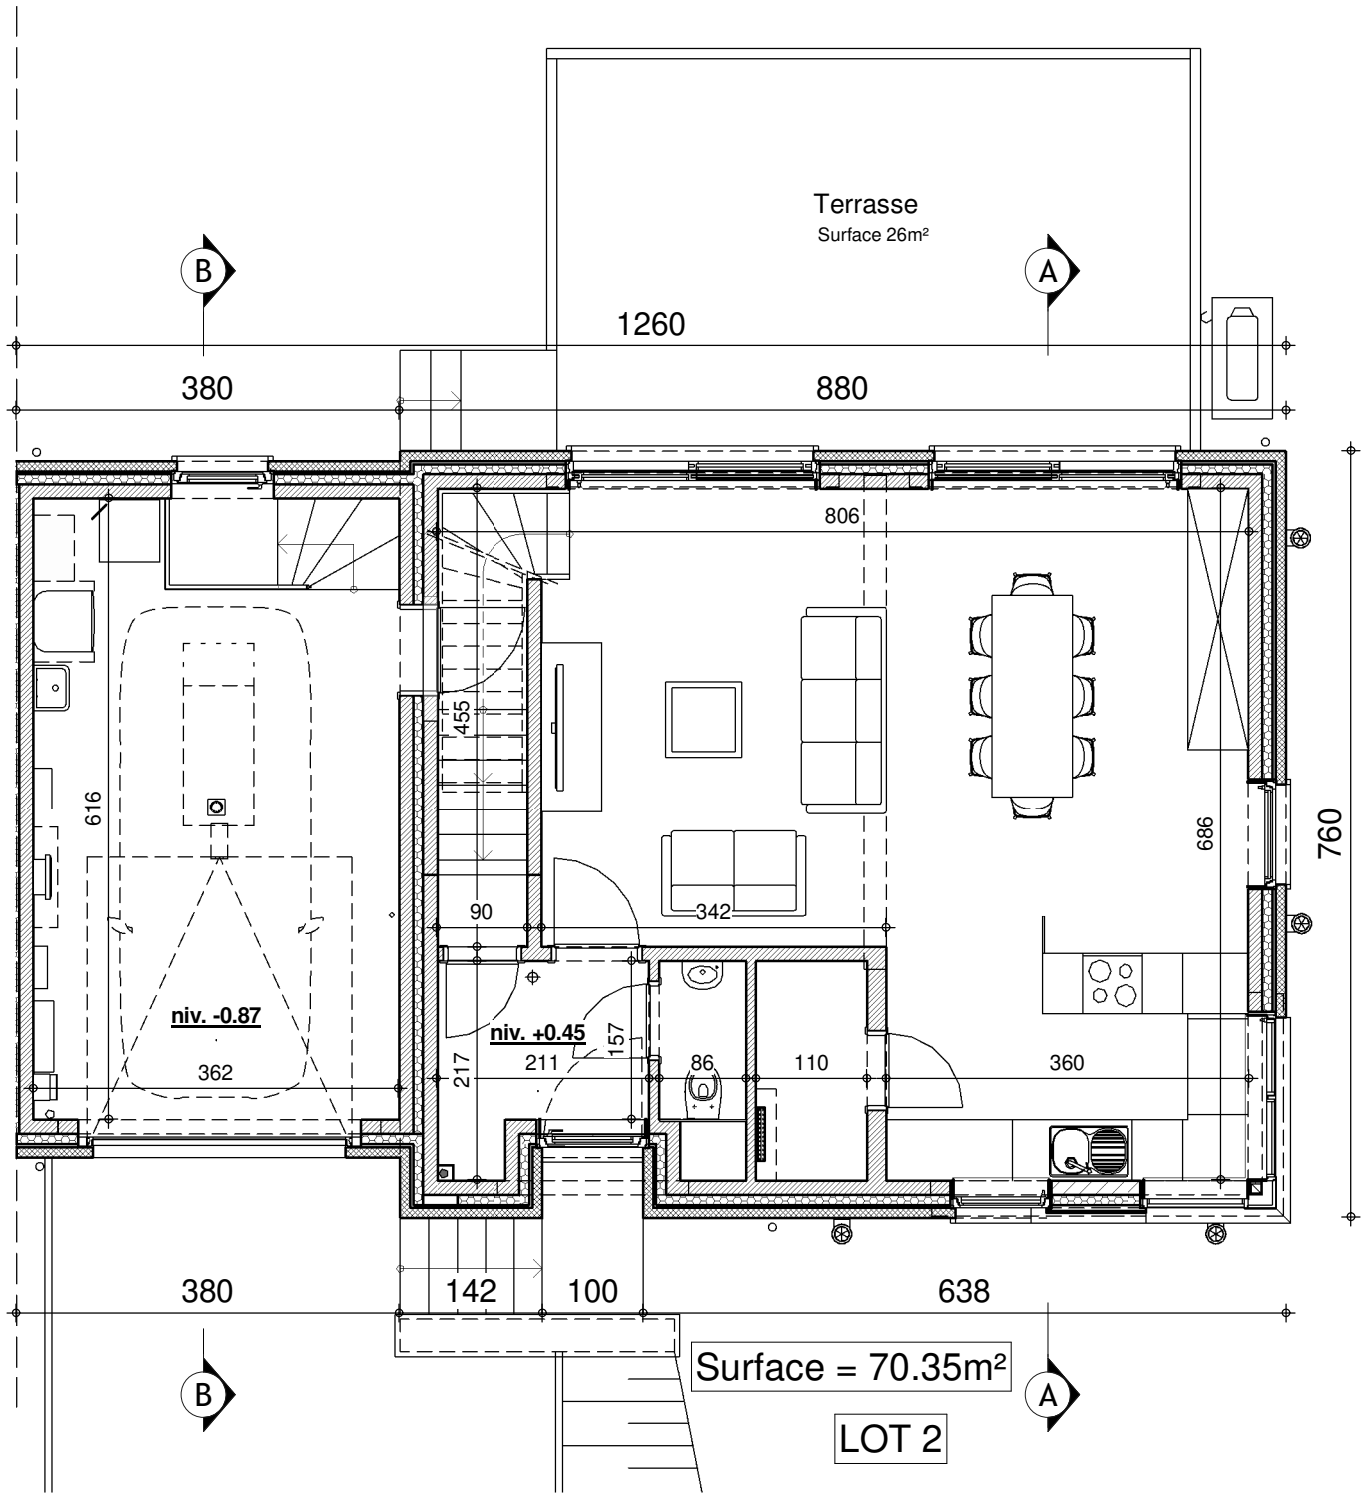 Terrasse
Surface 26m²
B
A
1260
380
880
806
455
616
686
760
90
342
niv. -0.87
niv. +0.45
157
217
211
86
110
360
362
380
142
100
638
Surface = 70.35m²
B
A
LOT 2